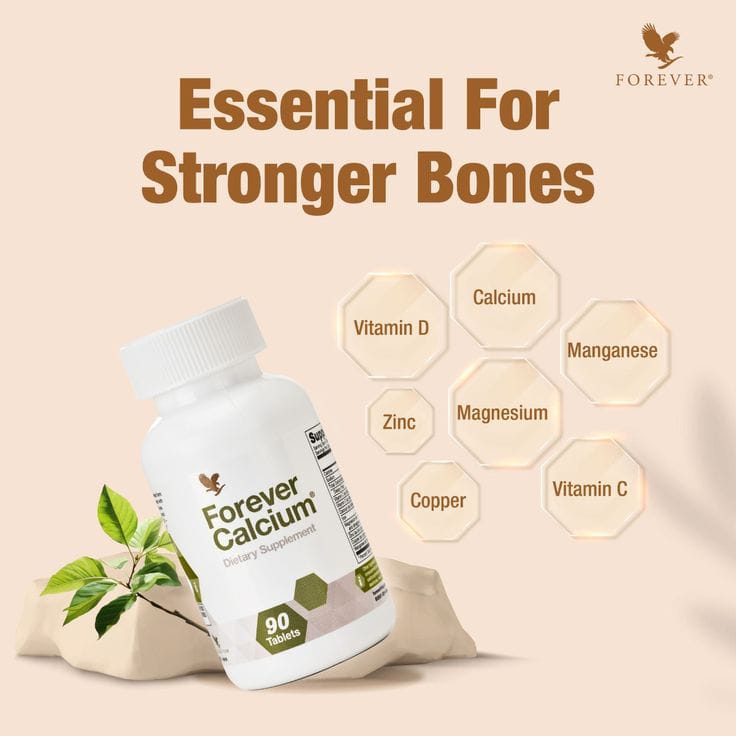 FOREVER®
Essential For
Stronger Bones
Calcium
Vitamin D
Manganese
Zinc
Magnesium
Copper
Vitamin C
Forever
Calcium®
Dietary Supplement
90
Tablets